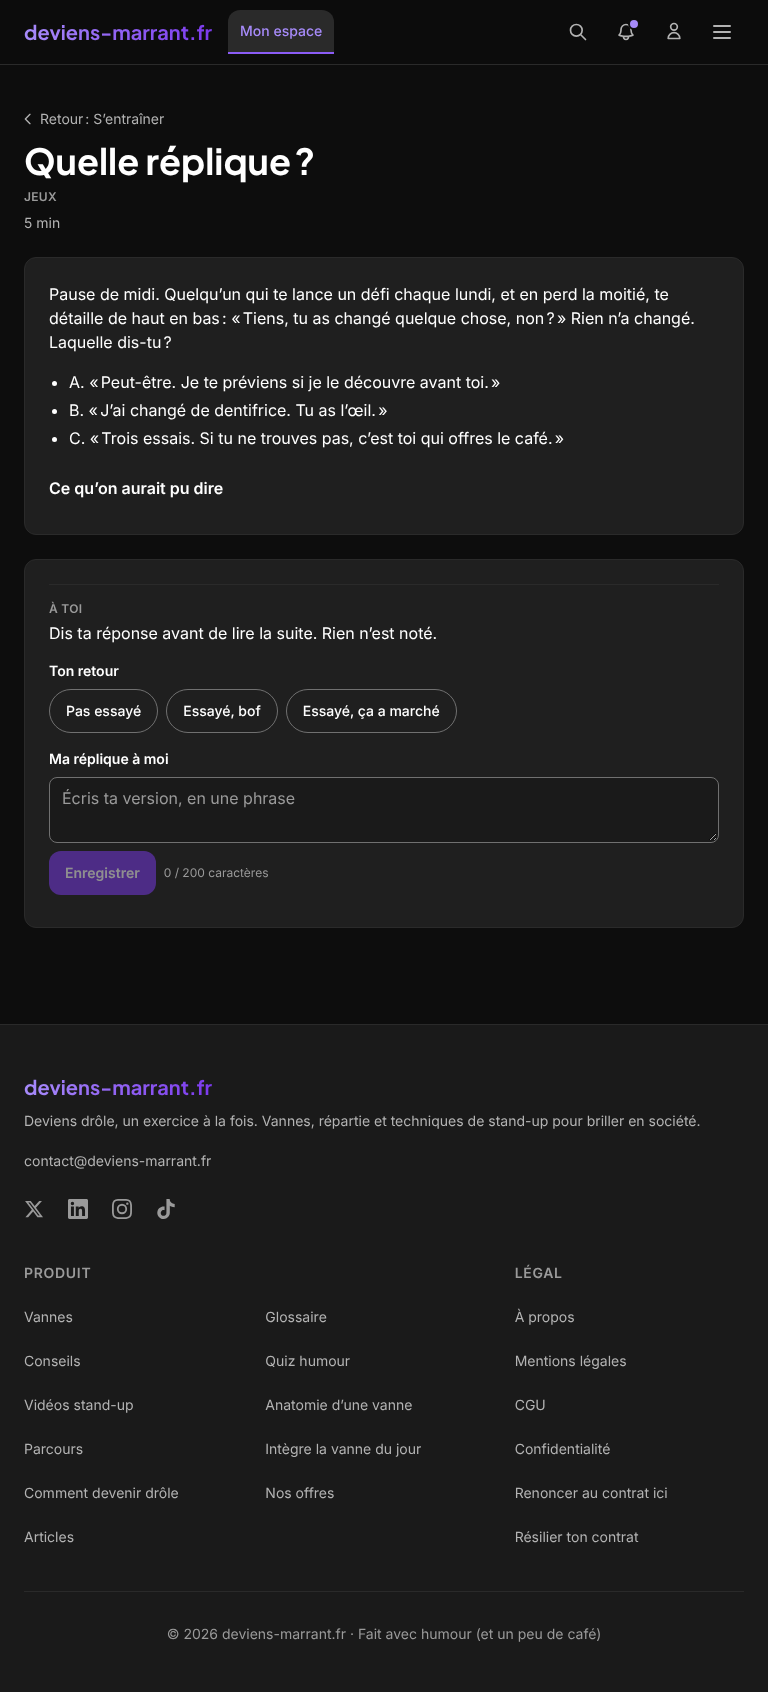 deviens-marrant.fr
Mon espace
Retour : S’entraîner
Quelle réplique ?
JEUX
5 min
Pause de midi. Quelqu’un qui te lance un défi chaque lundi, et en perd la moitié, te
détaille de haut en bas : « Tiens, tu as changé quelque chose, non ? » Rien n’a changé.
Laquelle dis-tu ?
• A. « Peut-être. Je te préviens si je le découvre avant toi. »
• B. « J’ai changé de dentifrice. Tu as l’œil. »
• C. « Trois essais. Si tu ne trouves pas, c’est toi qui offres le café. »
Ce qu’on aurait pu dire
À TOI
Dis ta réponse avant de lire la suite. Rien n’est noté.
Ton retour
Pas essayé
Essayé, bof
Essayé, ça a marché
Ma réplique à moi
Écris ta version, en une phrase
Enregistrer
0 / 200 caractères
deviens-marrant.fr
Deviens drôle, un exercice à la fois. Vannes, répartie et techniques de stand-up pour briller en société.
contact@deviens-marrant.fr
PRODUIT
Vannes
Conseils
Vidéos stand-up
Parcours
Comment devenir drôle
Articles
Glossaire
Quiz humour
Anatomie d’une vanne
Intègre la vanne du jour
Nos offres
LÉGAL
À propos
Mentions légales
CGU
Confidentialité
Renoncer au contrat ici
Résilier ton contrat
© 2026 deviens-marrant.fr · Fait avec humour (et un peu de café)